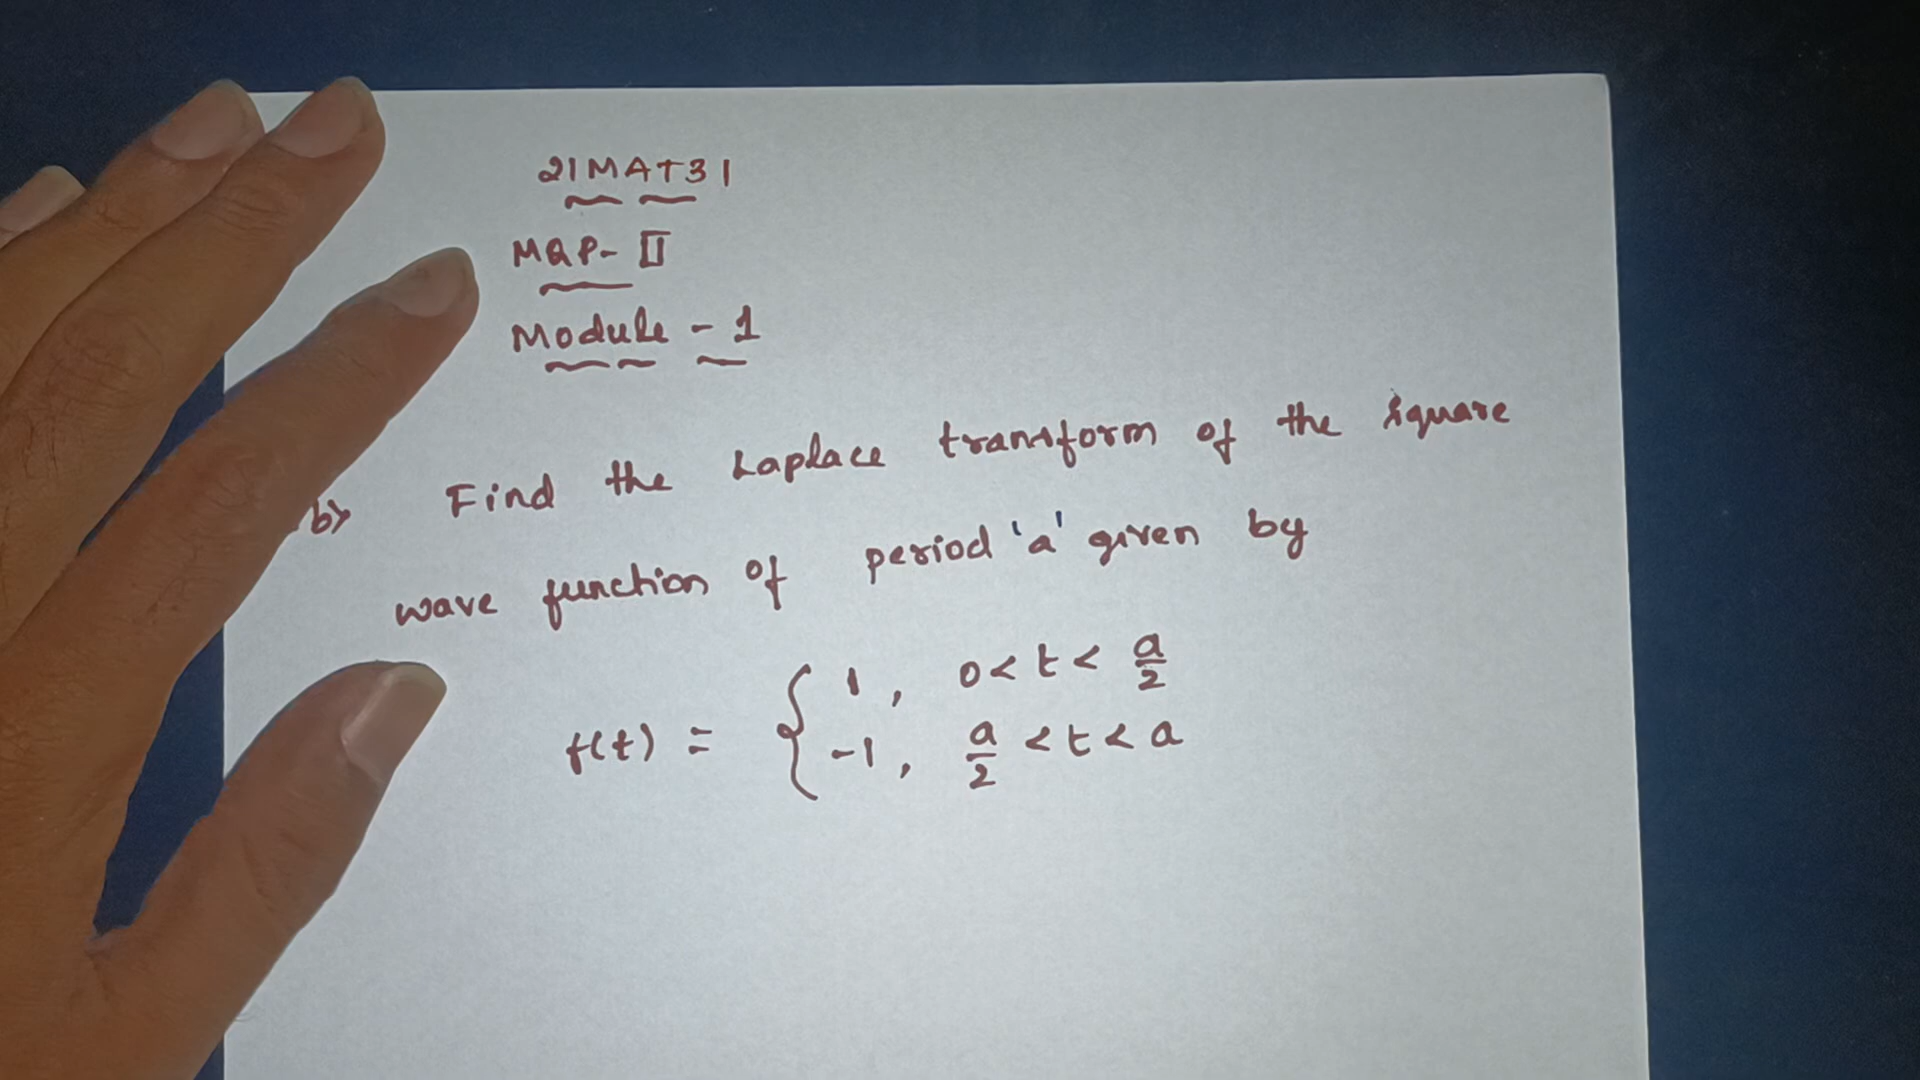 21MAT31
MQP- II
Module - 1
b) Find the Laplace transform of the square
wave function of period 'a' given by
f(t) = { 1, 0 < t < a/2
-1, a/2 < t < a